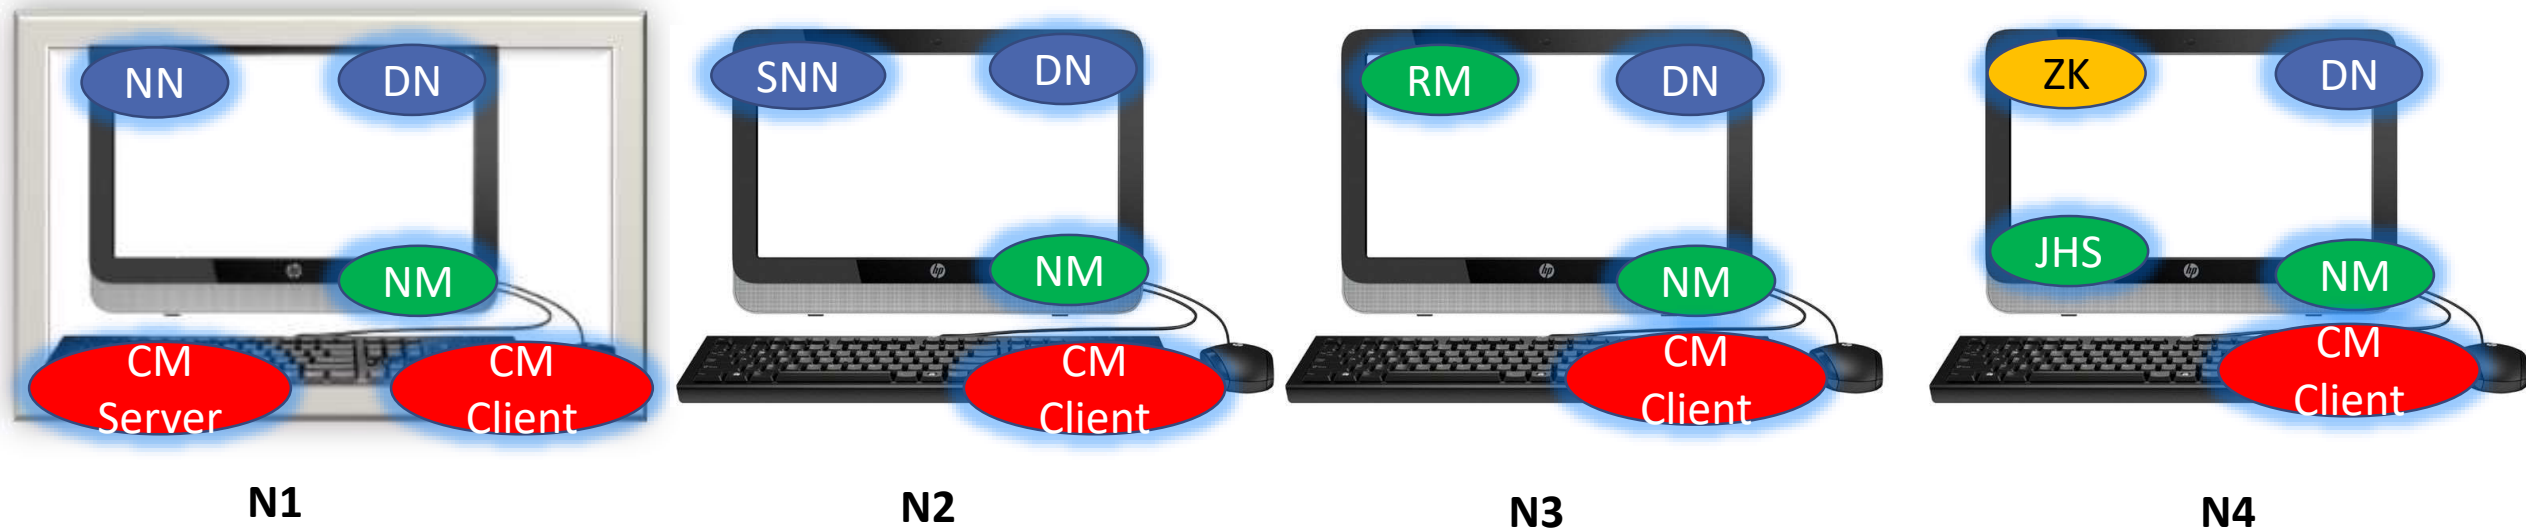 NN
DN
NM
CM
Server
CM
Client
N1
SNN
DN
NM
CM
Client
N2
RM
DN
NM
CM
Client
N3
ZK
DN
JHS
NM
CM
Client
N4